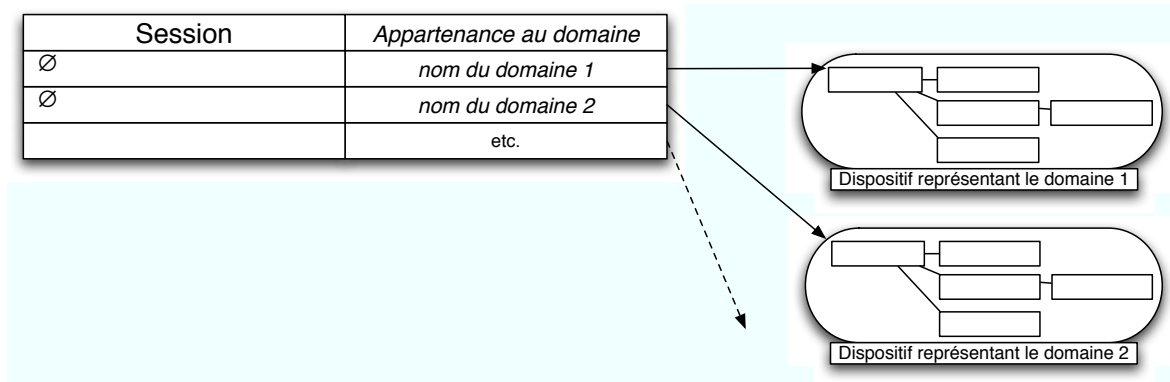 Session Appartenance au domaine
∅ nom du domaine 1
∅ nom du domaine 2
etc.
Dispositif représentant le domaine 1
Dispositif représentant le domaine 2